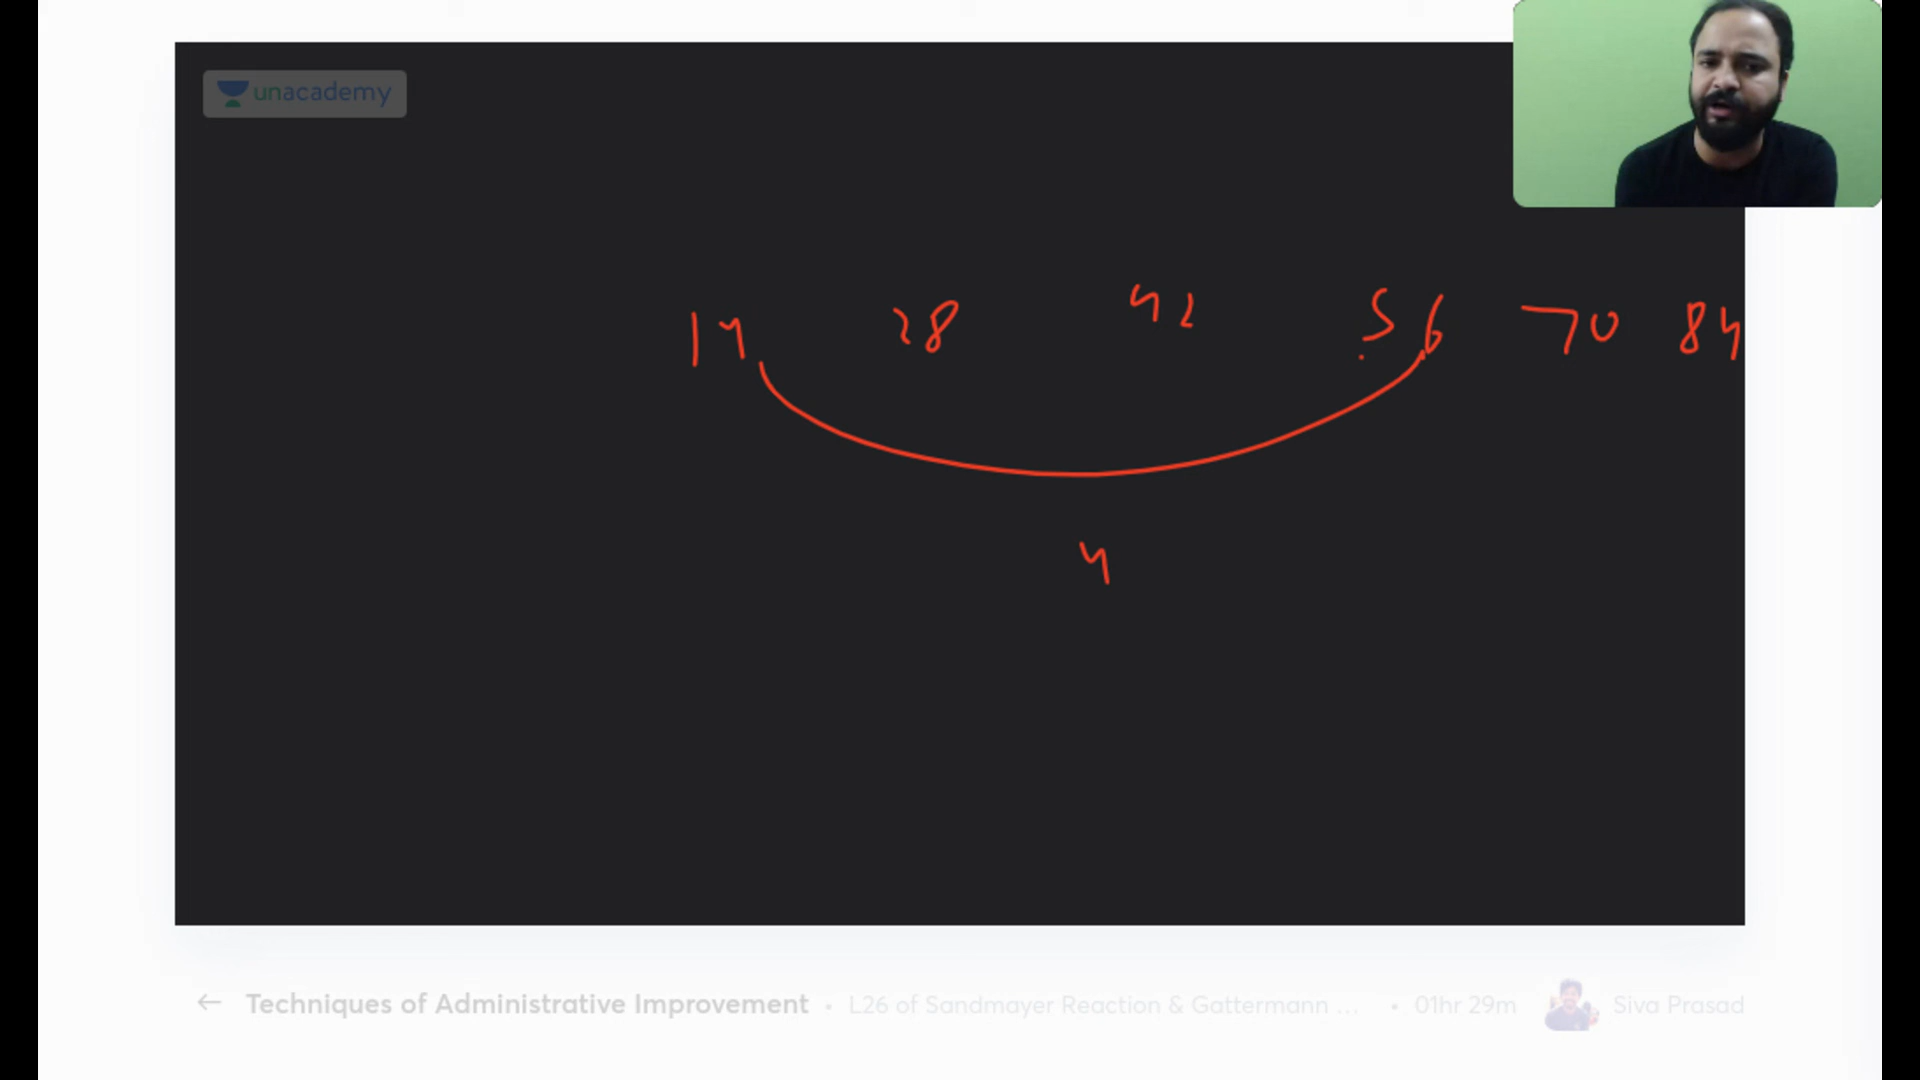 unacademy
14 28 42 56 70 84
4
← Techniques of Administrative Improvement • L26 of Sandmayer Reaction & Gattermann ... • 01hr 29m Siva Prasad